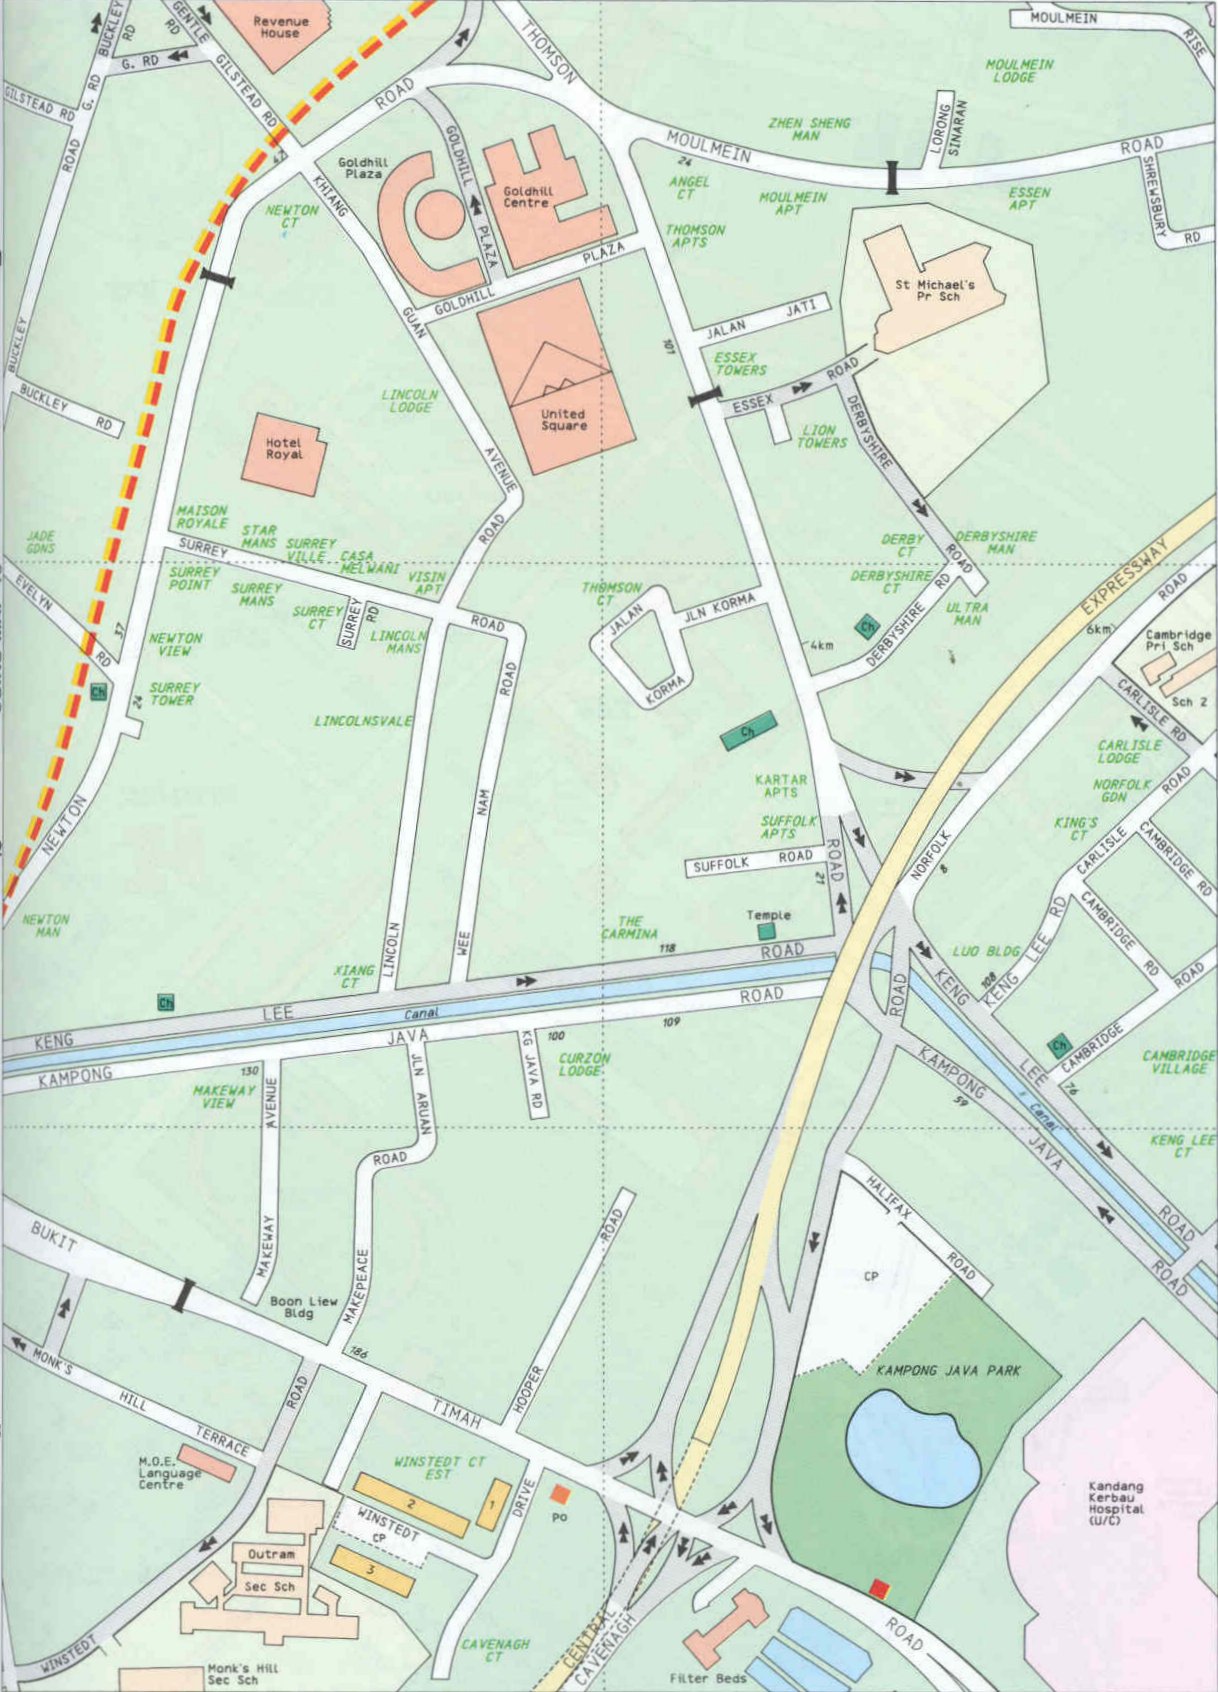 Revenue
House
MOULMEIN
RISE
BUCKLEY
RD
GENTLE
RD
G. RD
GILSTEAD RD
GILSTEAD RD
G. RD
ROAD
BUCKLEY
BUCKLEY RD
THOMSON
ROAD
MOULMEIN
LODGE
ZHEN SHENG
MAN
LORONG
SINARAN
MOULMEIN
ROAD
SHREWSBURY
RD
24
ANGEL
CT
MOULMEIN
APT
ESSEN
APT
THOMSON
APTS
47
Goldhill
Plaza
GOLDHILL
PLAZA
Goldhill
Centre
GOLDHILL
PLAZA
NEWTON
CT
KHIANG
GUAN
AVENUE
St Michael's
Pr Sch
JALAN JATI
101
ESSEX
TOWERS
ESSEX
ROAD
LION
TOWERS
DERBYSHIRE
ROAD
LINCOLN
LODGE
United
Square
Hotel
Royal
MAISON
ROYALE
STAR
MANS
SURREY
VILLE
CASA
MELWANI
VISIN
APT
JADE
GDNS
SURREY
ROAD
ROAD
SURREY
POINT
SURREY
MANS
SURREY
CT
SURREY
RD
LINCOLN
MANS
EVELYN
RD
37
NEWTON
VIEW
Ch
24
SURREY
TOWER
THOMSON
CT
JALAN
KORMA
JLN KORMA
DERBY
CT
DERBYSHIRE
MAN
DERBYSHIRE
CT
DERBYSHIRE
RD
ULTRA
MAN
Ch
4km
EXPRESSWAY
ROAD
6km
Cambridge
Pri Sch
Sch 2
CARLISLE RD
CARLISLE
LODGE
NORFOLK
GDN
ROAD
LINCOLNSVALE
ROAD
NAM
WEE
LINCOLN
Ch
KARTAR
APTS
SUFFOLK
APTS
SUFFOLK ROAD
ROAD
21
NORFOLK
8
KING'S
CT
CARLISLE
CAMBRIDGE RD
CAMBRIDGE
RD
ROAD
NEWTON
NEWTON
MAN
THE
CARMINA
Temple
118
ROAD
XIANG
CT
Ch
KENG
LEE
Canal
LUO BLDG
108
KENG LEE RD
KENG
LEE
ROAD
ROAD
Ch
CAMBRIDGE
76
CAMBRIDGE
VILLAGE
KAMPONG
JAVA
ROAD
100
109
KG JAVA RD
CURZON
LODGE
130
MAKEWAY
VIEW
AVENUE
MAKEWAY
JLN ARUAN
ROAD
MAKEPEACE
KAMPONG
59
JAVA
ROAD
Canal
KENG LEE
CT
HALIFAX
ROAD
CP
BUKIT
Boon Liew
Bldg
186
TIMAH
HOOPER
ROAD
KAMPONG JAVA PARK
MONK'S
HILL
TERRACE
ROAD
M.O.E.
Language
Centre
WINSTEDT CT
EST
2
1
WINSTEDT
CP
3
DRIVE
PO
Kandang
Kerbau
Hospital
(U/C)
Outram
Sec Sch
WINSTEDT
Monk's Hill
Sec Sch
CAVENAGH
CT
CENTRAL
CAVENAGH
Filter Beds
ROAD